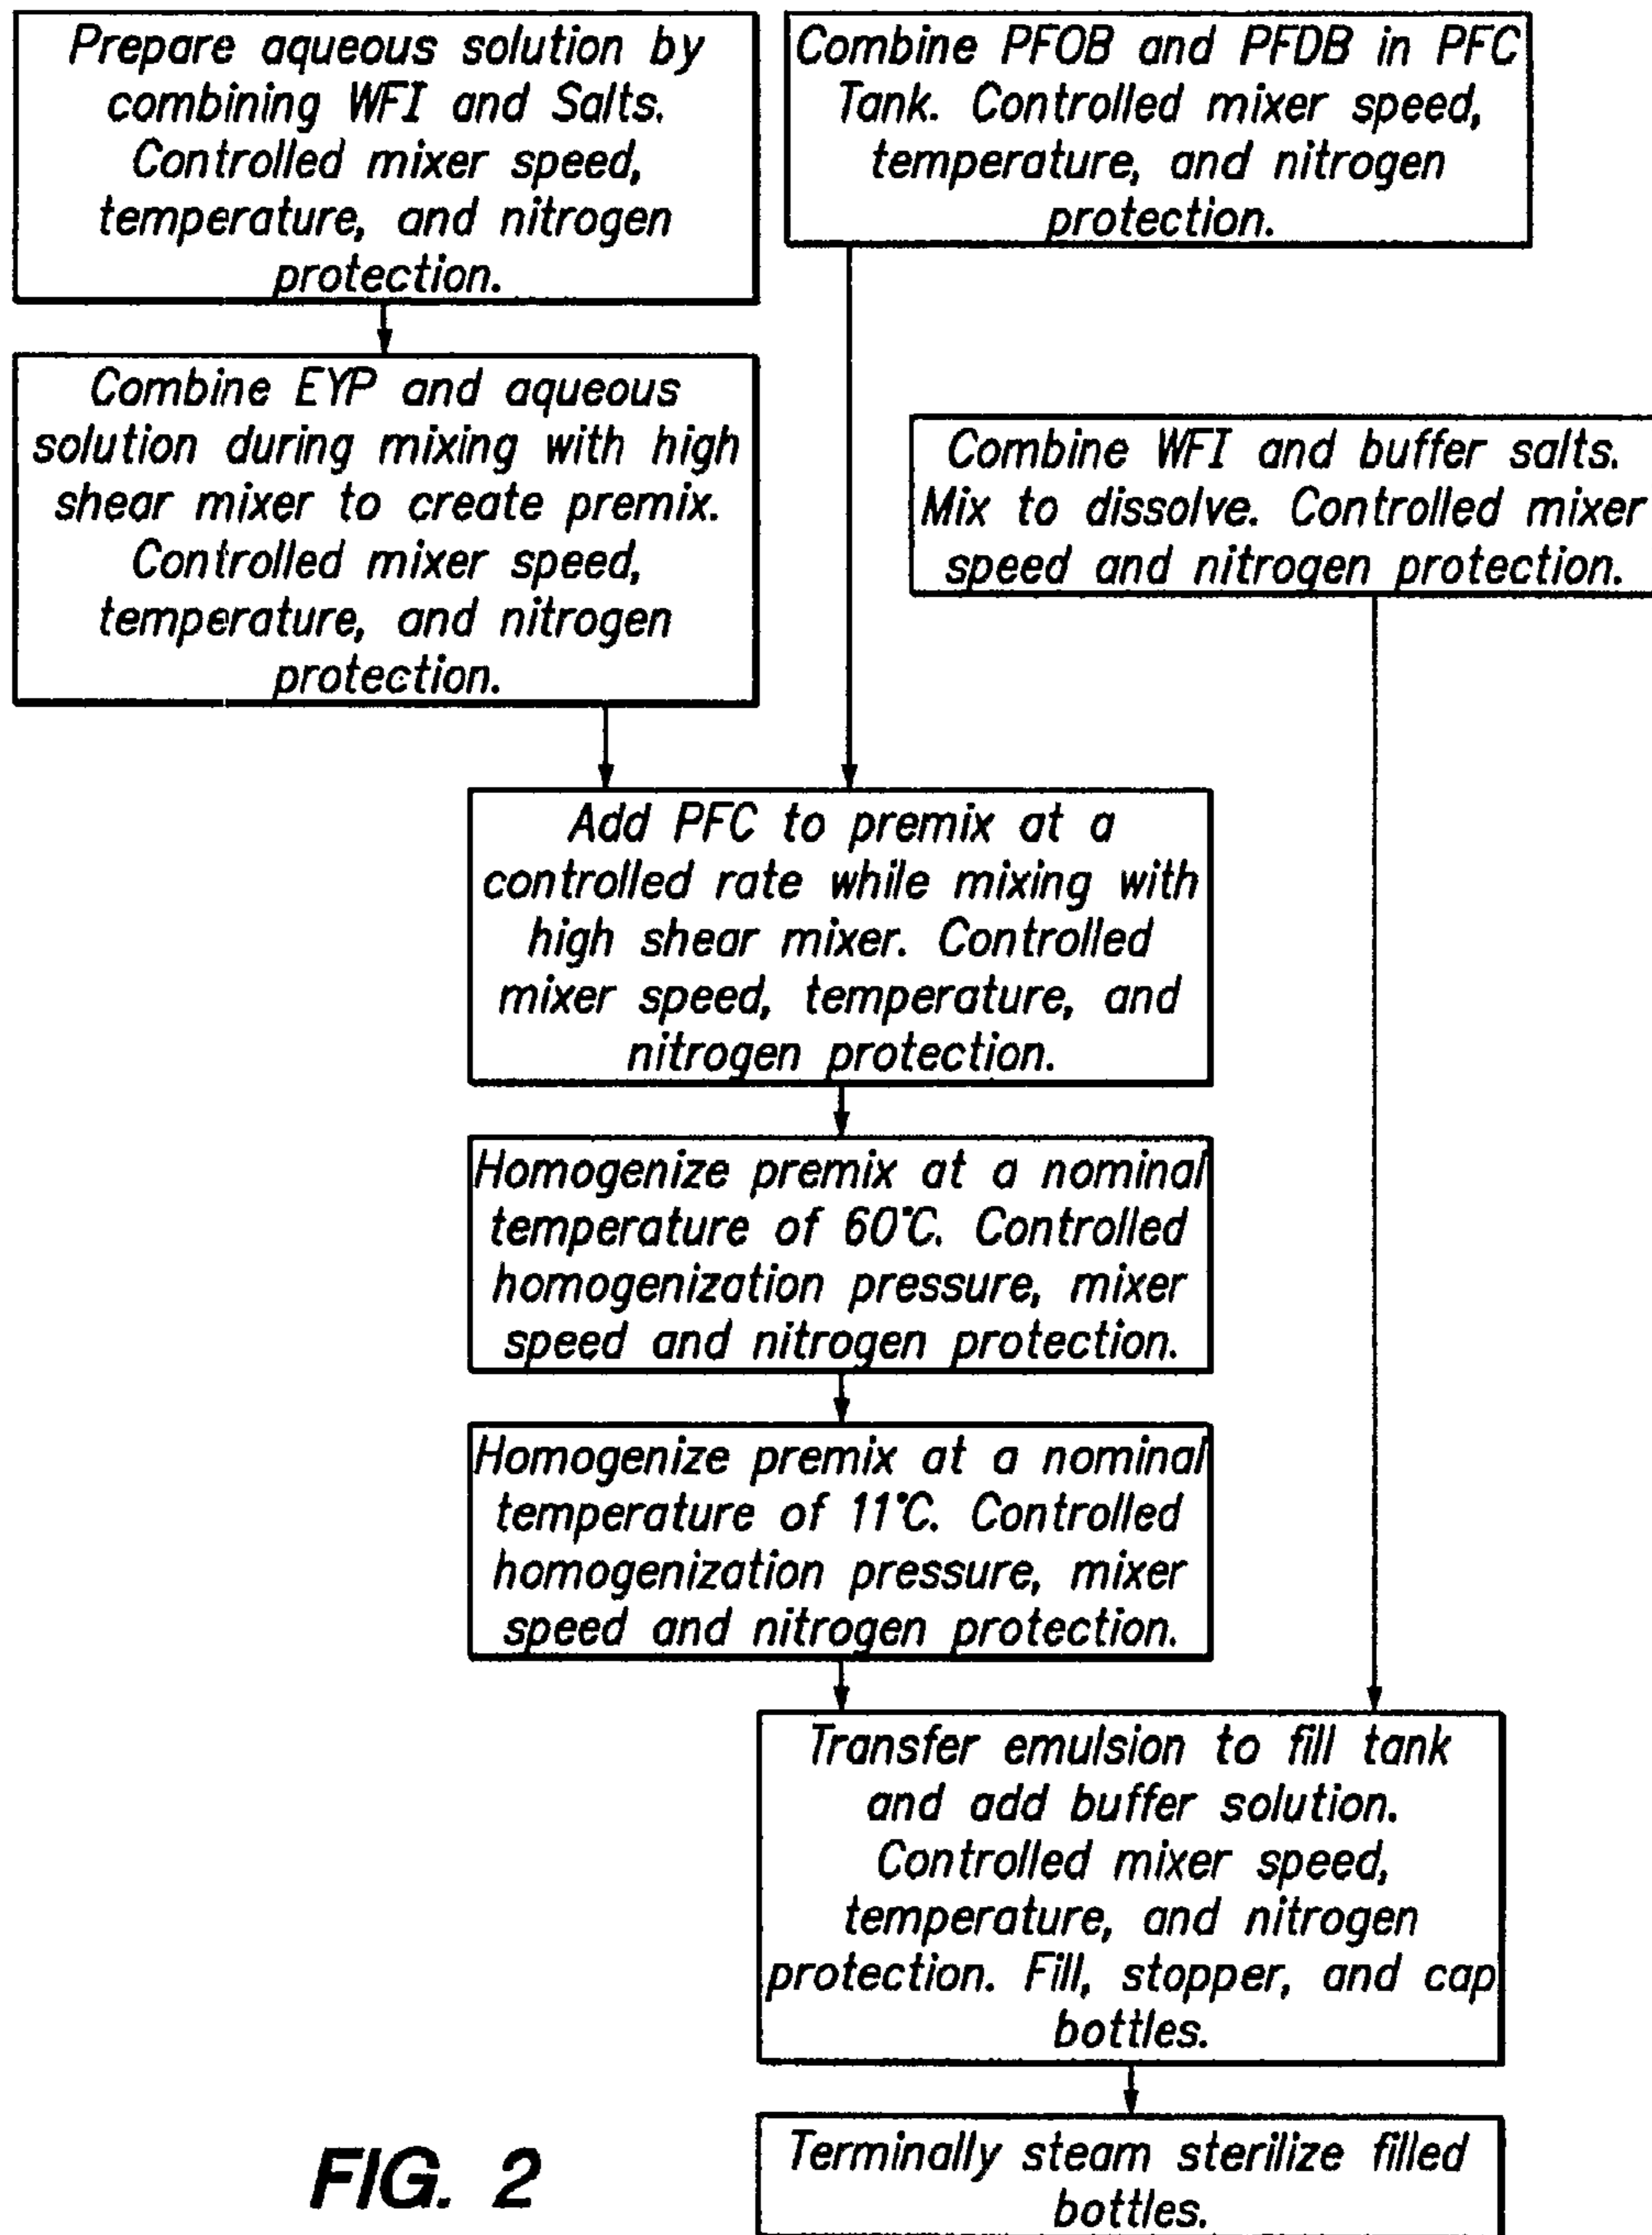 Prepare aqueous solution by
combining WFI and Salts.
Controlled mixer speed,
temperature, and nitrogen
protection.
Combine PFOB and PFDB in PFC
Tank. Controlled mixer speed,
temperature, and nitrogen
protection.
Combine EYP and aqueous
solution during mixing with high
shear mixer to create premix.
Controlled mixer speed,
temperature, and nitrogen
protection.
Combine WFI and buffer salts.
Mix to dissolve. Controlled mixer
speed and nitrogen protection.
Add PFC to premix at a
controlled rate while mixing with
high shear mixer. Controlled
mixer speed, temperature, and
nitrogen protection.
Homogenize premix at a nominal
temperature of 60°C. Controlled
homogenization pressure, mixer
speed and nitrogen protection.
Homogenize premix at a nominal
temperature of 11°C. Controlled
homogenization pressure, mixer
speed and nitrogen protection.
Transfer emulsion to fill tank
and add buffer solution.
Controlled mixer speed,
temperature, and nitrogen
protection. Fill, stopper, and cap
bottles.
Terminally steam sterilize filled
bottles.
FIG. 2